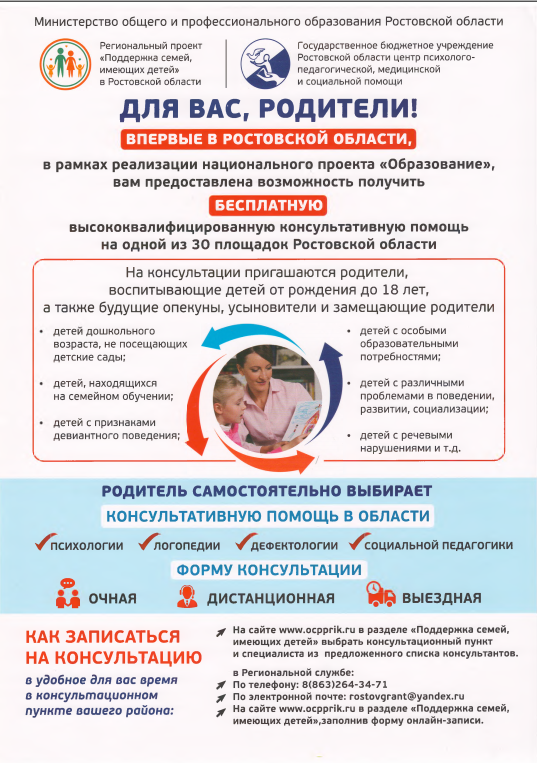 Министерство общего и профессионального образования Ростовской области
Региональный проект
«Поддержка семей,
имеющих детей»
в Ростовской области
Государственное бюджетное учреждение
Ростовской области центр психолого-
педагогической, медицинской
и социальной помощи
ДЛЯ ВАС, РОДИТЕЛИ!
ВПЕРВЫЕ В РОСТОВСКОЙ ОБЛАСТИ,
в рамках реализации национального проекта «Образование»,
вам предоставлена возможность получить
БЕСПЛАТНУЮ
высококвалифицированную консультативную помощь
на одной из 30 площадок Ростовской области
На консультации пригашаются родители,
воспитывающие детей от рождения до 18 лет,
а также будущие опекуны, усыновители и замещающие родители
• детей дошкольного
возраста, не посещающих
детские сады;
• детей, находящихся
на семейном обучении;
• детей с признаками
девиантного поведения;
• детей с особыми
образовательными
потребностями;
• детей с различными
проблемами в поведении,
развитии, социализации;
• детей с речевыми
нарушениями и т.д.
РОДИТЕЛЬ САМОСТОЯТЕЛЬНО ВЫБИРАЕТ
КОНСУЛЬТАТИВНУЮ ПОМОЩЬ В ОБЛАСТИ
ПСИХОЛОГИИ ЛОГОПЕДИИ ДЕФЕКТОЛОГИИ СОЦИАЛЬНОЙ ПЕДАГОГИКИ
ФОРМУ КОНСУЛЬТАЦИИ
ОЧНАЯ ДИСТАНЦИОННАЯ ВЫЕЗДНАЯ
КАК ЗАПИСАТЬСЯ
НА КОНСУЛЬТАЦИЮ
в удобное для вас время
в консультационном
пункте вашего района:
На сайте www.ocpprik.ru в разделе «Поддержка семей,
имеющих детей» выбрать консультационный пункт
и специалиста из предложенного списка консультантов.
в Региональной службе:
По телефону: 8(863)264-34-71
По электронной почте: rostovgrant@yandex.ru
На сайте www.ocpprik.ru в разделе «Поддержка семей,
имеющих детей»,заполнив форму онлайн-записи.